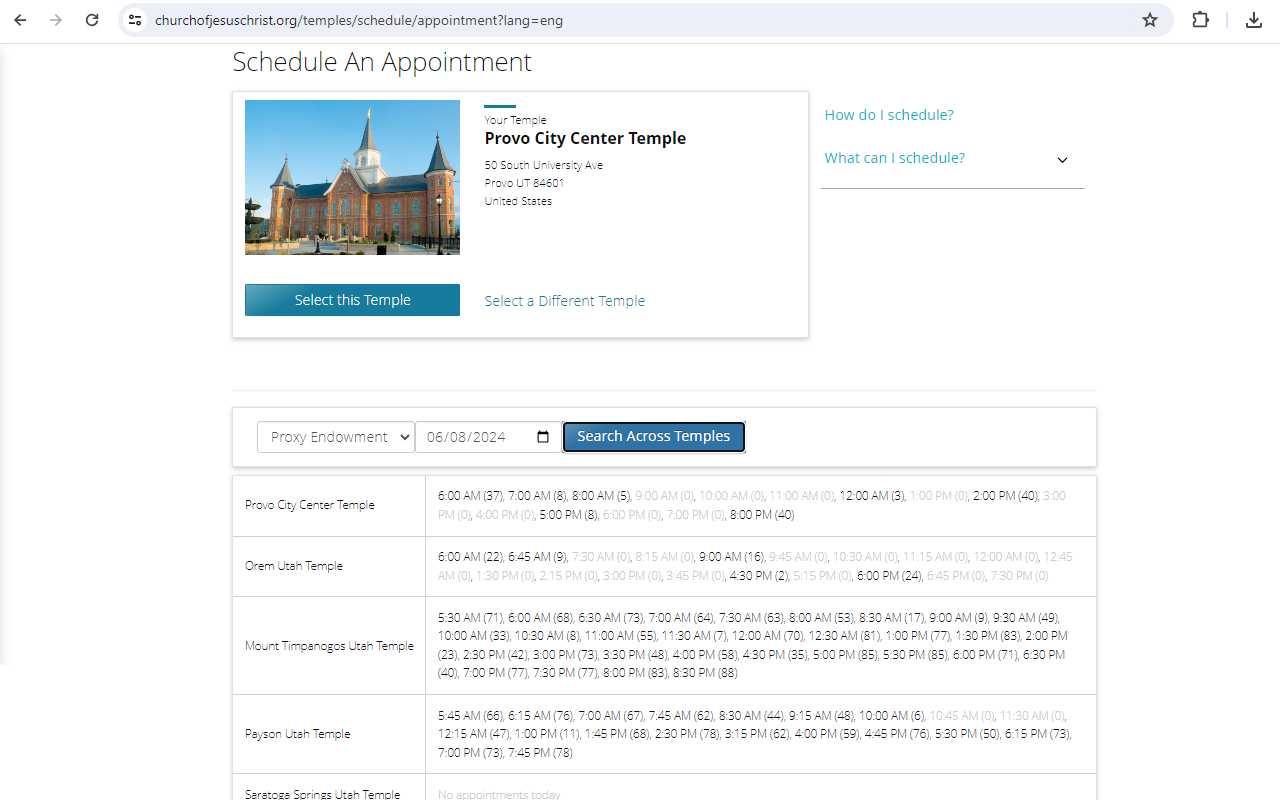 churchofjesuschrist.org/temples/schedule/appointment?lang=eng
Schedule An Appointment
Your Temple
Provo City Center Temple
50 South University Ave
Provo UT 84601
United States
Select this Temple
Select a Different Temple
How do I schedule?
What can I schedule?
Proxy Endowment
06/08/2024
Search Across Temples
Provo City Center Temple
6:00 AM (37), 7:00 AM (8), 8:00 AM (5), 9:00 AM (0), 10:00 AM (0), 11:00 AM (0), 12:00 AM (3), 1:00 PM (0), 2:00 PM (40), 3:00
PM (0), 4:00 PM (0), 5:00 PM (8), 6:00 PM (0), 7:00 PM (0), 8:00 PM (40)
Orem Utah Temple
6:00 AM (22), 6:45 AM (9), 7:30 AM (0), 8:15 AM (0), 9:00 AM (16), 9:45 AM (0), 10:30 AM (0), 11:15 AM (0), 12:00 AM (0), 12:45
AM (0), 1:30 PM (0), 2:15 PM (0), 3:00 PM (0), 3:45 PM (0), 4:30 PM (2), 5:15 PM (0), 6:00 PM (24), 6:45 PM (0), 7:30 PM (0)
Mount Timpanogos Utah Temple
5:30 AM (71), 6:00 AM (68), 6:30 AM (73), 7:00 AM (64), 7:30 AM (63), 8:00 AM (53), 8:30 AM (17), 9:00 AM (9), 9:30 AM (49),
10:00 AM (33), 10:30 AM (8), 11:00 AM (55), 11:30 AM (7), 12:00 AM (70), 12:30 AM (81), 1:00 PM (77), 1:30 PM (83), 2:00 PM
(23), 2:30 PM (42), 3:00 PM (73), 3:30 PM (48), 4:00 PM (58), 4:30 PM (35), 5:00 PM (85), 5:30 PM (85), 6:00 PM (71), 6:30 PM
(40), 7:00 PM (77), 7:30 PM (77), 8:00 PM (83), 8:30 PM (88)
Payson Utah Temple
5:45 AM (66), 6:15 AM (76), 7:00 AM (67), 7:45 AM (62), 8:30 AM (44), 9:15 AM (48), 10:00 AM (6), 10:45 AM (0), 11:30 AM (0),
12:15 AM (47), 1:00 PM (11), 1:45 PM (68), 2:30 PM (78), 3:15 PM (62), 4:00 PM (59), 4:45 PM (76), 5:30 PM (50), 6:15 PM (73),
7:00 PM (73), 7:45 PM (78)
Saratoga Springs Utah Temple
No appointments today